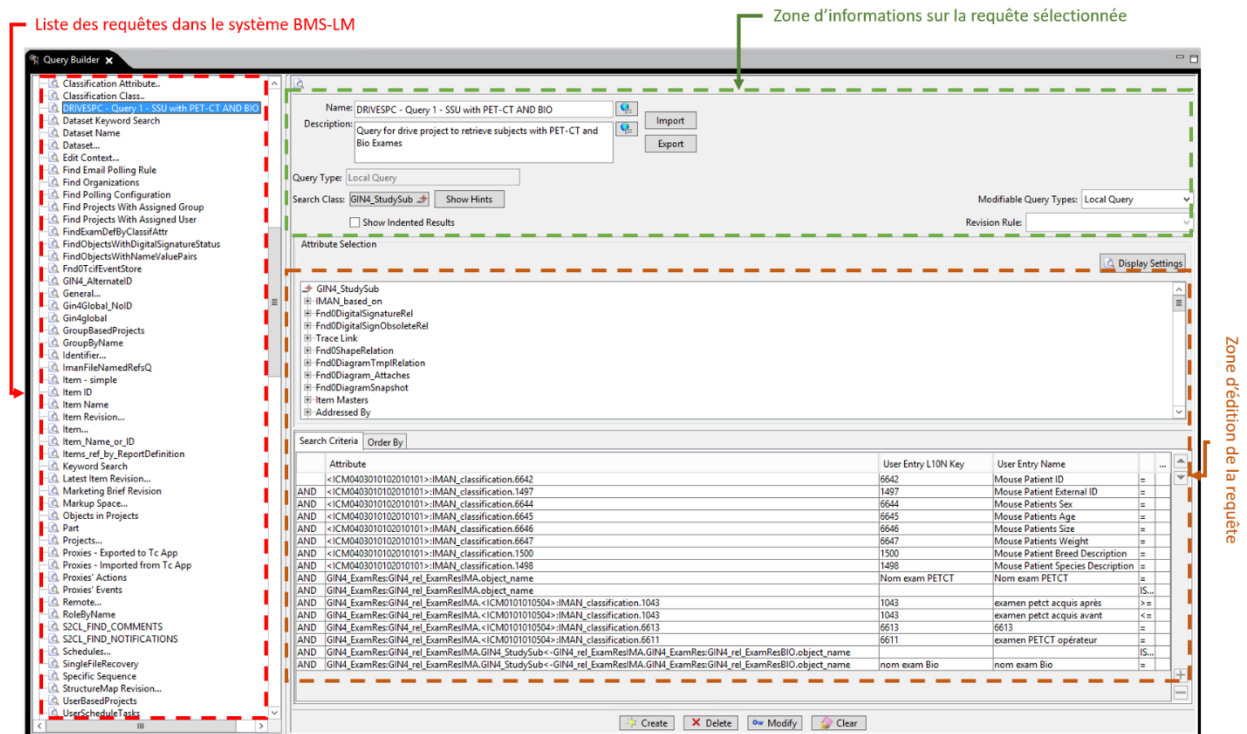 Liste des requêtes dans le système BMS-LM
Zone d'informations sur la requête sélectionnée
Query Builder
Classification Attribute..
Classification Class..
DRIVESPC - Query 1 - SSU with PET-CT AND BIO
Dataset Keyword Search
Dataset Name
Dataset...
Edit Context...
Find Email Polling Rule
Find Organizations
Find Polling Configuration
Find Projects With Assigned Group
Find Projects With Assigned User
FindExamDefByClassifAttr
FindObjectsWithDigitalSignatureStatus
FindObjectsWithNameValuePairs
Fnd0TcifEventStore
GIN4_AlternateID
General...
Gin4Global_NoID
Gin4global
GroupBasedProjects
GroupByName
Identifier...
ImanFileNamedRefsQ
Item - simple
Item ID
Item Name
Item Revision...
Item...
Item_Name_or_ID
Items_ref_by_ReportDefinition
Keyword Search
Latest Item Revision...
Marketing Brief Revision
Markup Space...
Objects in Projects
Part
Projects...
Proxies - Exported to Tc App
Proxies - Imported from Tc App
Proxies' Actions
Proxies' Events
Remote...
RoleByName
S2CL_FIND_COMMENTS
S2CL_FIND_NOTIFICATIONS
Schedules...
SingleFileRecovery
Specific Sequence
StructureMap Revision...
UserBasedProjects
UserScheduleTasks
Name: DRIVESPC - Query 1 - SSU with PET-CT AND BIO
Import
Description: Query for drive project to retrieve subjects with PET-CT and
Bio Exames
Export
Query Type: Local Query
Search Class: GIN4_StudySub Show Hints Modifiable Query Types: Local Query
Show Indented Results Revision Rule:
Attribute Selection
Display Settings
GIN4_StudySub
IMAN_based_on
Fnd0DigitalSignatureRel
Fnd0DigitalSignObsoleteRel
Trace Link
Fnd0ShapeRelation
Fnd0DiagramTmplRelation
Fnd0Diagram_Attaches
Fnd0DiagramSnapshot
Item Masters
Addressed By
Zone d'édition de la requête
Search Criteria Order By
Attribute User Entry L10N Key User Entry Name ...
<ICM0403010102010101>:IMAN_classification.6642 6642 Mouse Patient ID =
AND <ICM0403010102010101>:IMAN_classification.1497 1497 Mouse Patient External ID =
AND <ICM0403010102010101>:IMAN_classification.6644 6644 Mouse Patients Sex =
AND <ICM0403010102010101>:IMAN_classification.6645 6645 Mouse Patients Age =
AND <ICM0403010102010101>:IMAN_classification.6646 6646 Mouse Patients Size =
AND <ICM0403010102010101>:IMAN_classification.6647 6647 Mouse Patients Weight =
AND <ICM0403010102010101>:IMAN_classification.1500 1500 Mouse Patient Breed Description =
AND <ICM0403010102010101>:IMAN_classification.1498 1498 Mouse Patient Species Description =
AND GIN4_ExamRes:GIN4_rel_ExamResIMA.object_name Nom exam PETCT Nom exam PETCT =
AND GIN4_ExamRes:GIN4_rel_ExamResIMA.object_name IS...
AND GIN4_ExamRes:GIN4_rel_ExamResIMA.<ICM0101010504>:IMAN_classification.1043 1043 examen petct acquis après >=
AND GIN4_ExamRes:GIN4_rel_ExamResIMA.<ICM0101010504>:IMAN_classification.1043 1043 examen petct acquis avant <=
AND GIN4_ExamRes:GIN4_rel_ExamResIMA.<ICM0101010504>:IMAN_classification.6613 6613 6613 =
AND GIN4_ExamRes:GIN4_rel_ExamResIMA.<ICM0101010504>:IMAN_classification.6611 6611 examen PETCT opérateur =
AND GIN4_ExamRes:GIN4_rel_ExamResIMA.GIN4_StudySub<-GIN4_rel_ExamResIMA.GIN4_ExamRes:GIN4_rel_ExamResBIO.object_name IS...
AND GIN4_ExamRes:GIN4_rel_ExamResIMA.GIN4_StudySub<-GIN4_rel_ExamResIMA.GIN4_ExamRes:GIN4_rel_ExamResBIO.object_name nom exam Bio nom exam Bio =
Create Delete Modify Clear